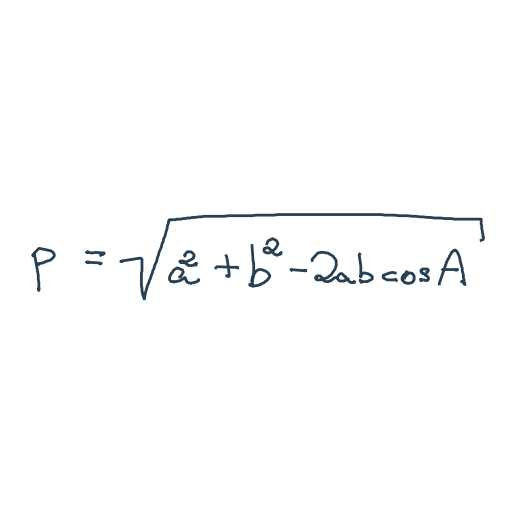 P = √(a² + b² - 2ab cos A)